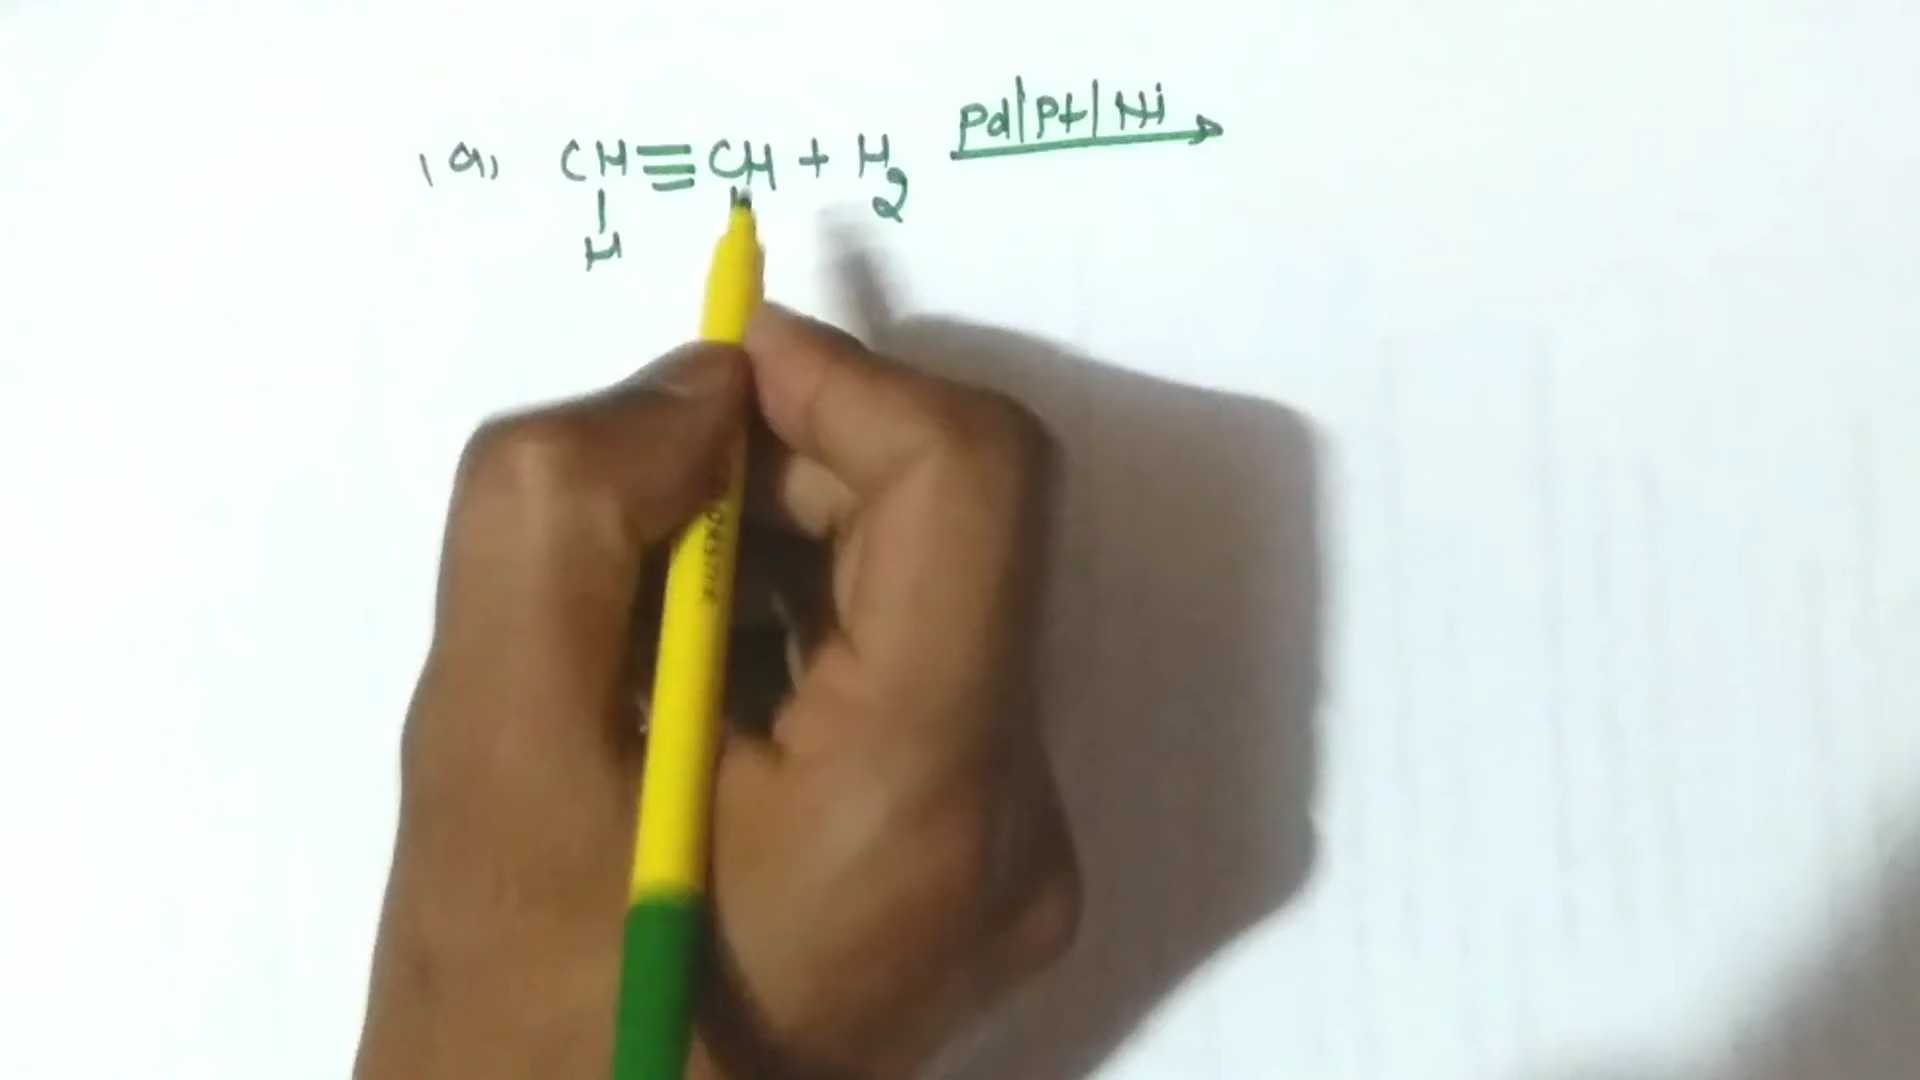 (a) CH≡CH + H2 Pd/Pt/Ni →
H